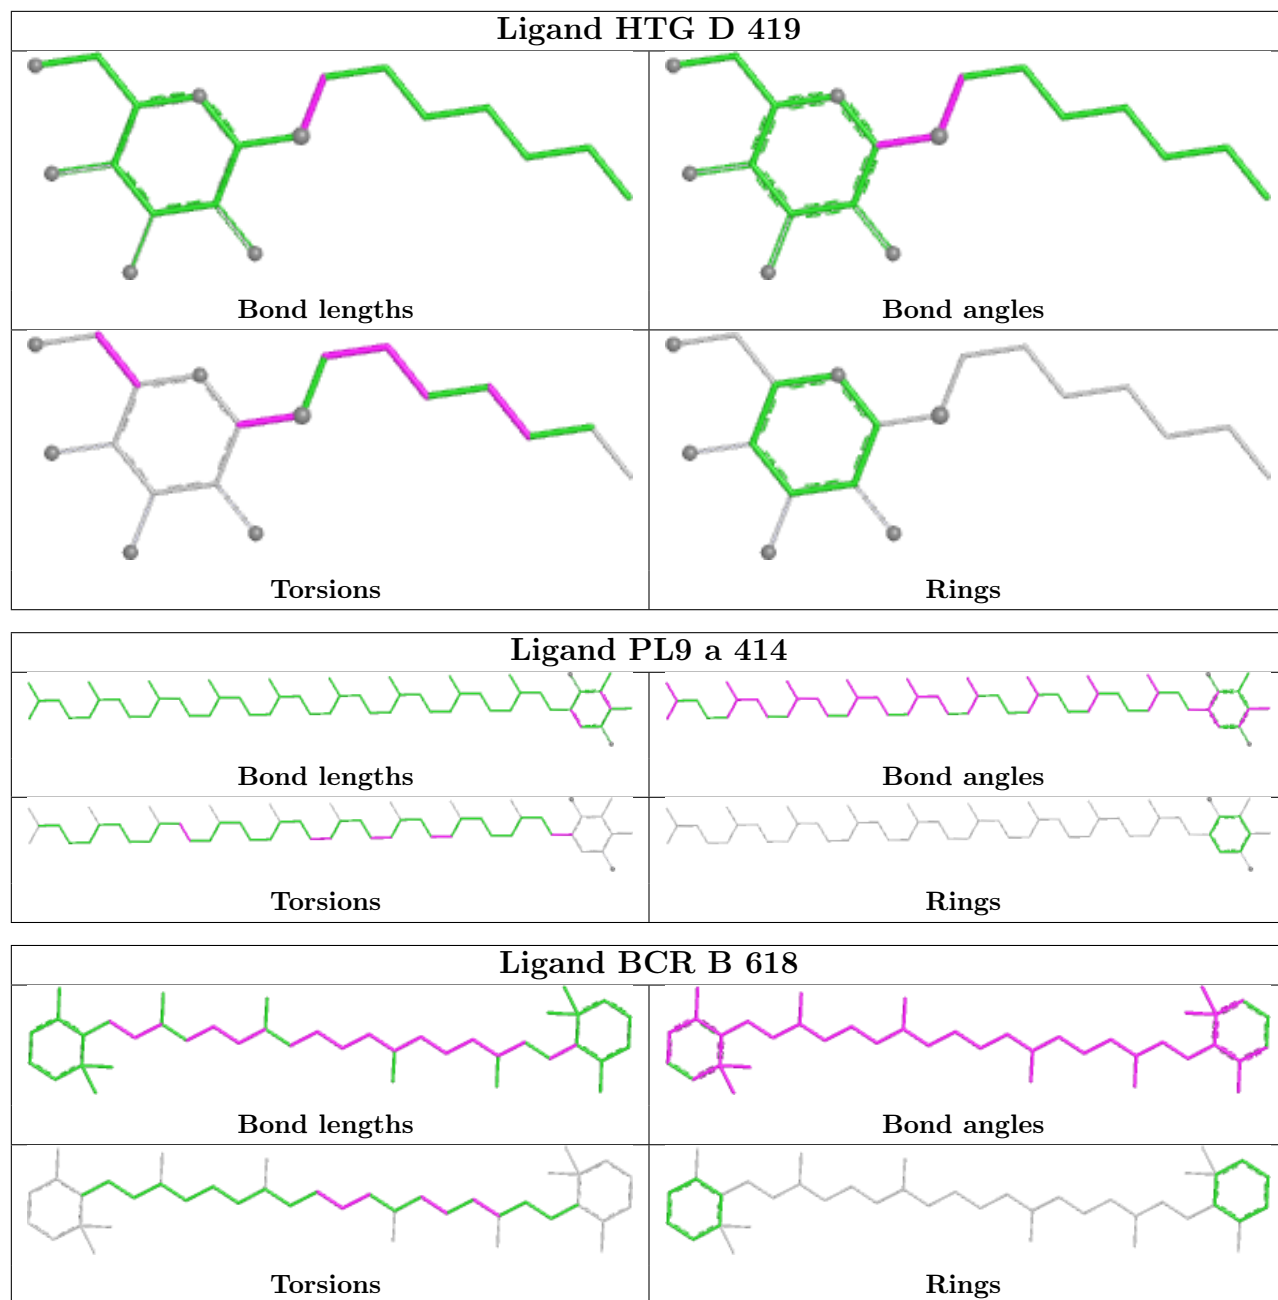 Ligand HTG D 419
Bond lengths
Bond angles
Torsions
Rings
Ligand PL9 a 414
Bond lengths
Bond angles
Torsions
Rings
Ligand BCR B 618
Bond lengths
Bond angles
Torsions
Rings